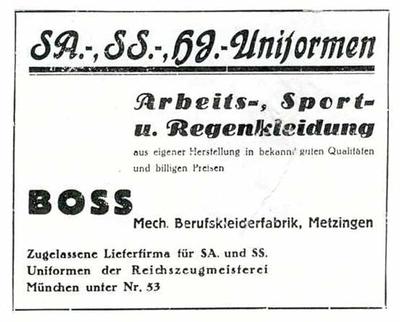 SA.-, SS.-, HJ.-Uniformen
Arbeits-, Sport-
u. Regenkleidung
aus eigener Herstellung in bekannt guten Qualitäten
und billigen Preisen
BOSS
Mech. Berufskleiderfabrik, Metzingen
Zugelassene Lieferfirma für SA. und SS.
Uniformen der Reichszeugmeisterei
München unter Nr. 53